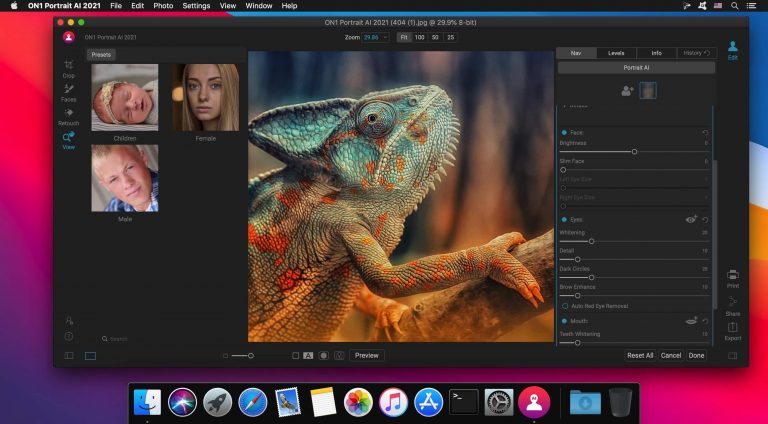 ON1 Portrait AI 2021 File Edit Photo Settings View Window Help
ON1 Portrait AI 2021 (404 (1).jpg @ 29.9% 8-bit)
ON1 Portrait AI 2021
Zoom 29.86 Fit 100 50 25
Nav Levels Info History
Presets
Portrait AI
Edit
Crop
Faces
Retouch
View
Children Female
Male
Face:
Brightness 0
Slim Face 0
Left Eye Size
Right Eye Size
Eyes:
Whitening 20
Detail 10
Dark Circles
Brow Enhance 10
Auto Red Eye Removal
Mouth:
Teeth Whitening 10
Print
Share
Export
Search
A
Preview
Reset All Cancel Done